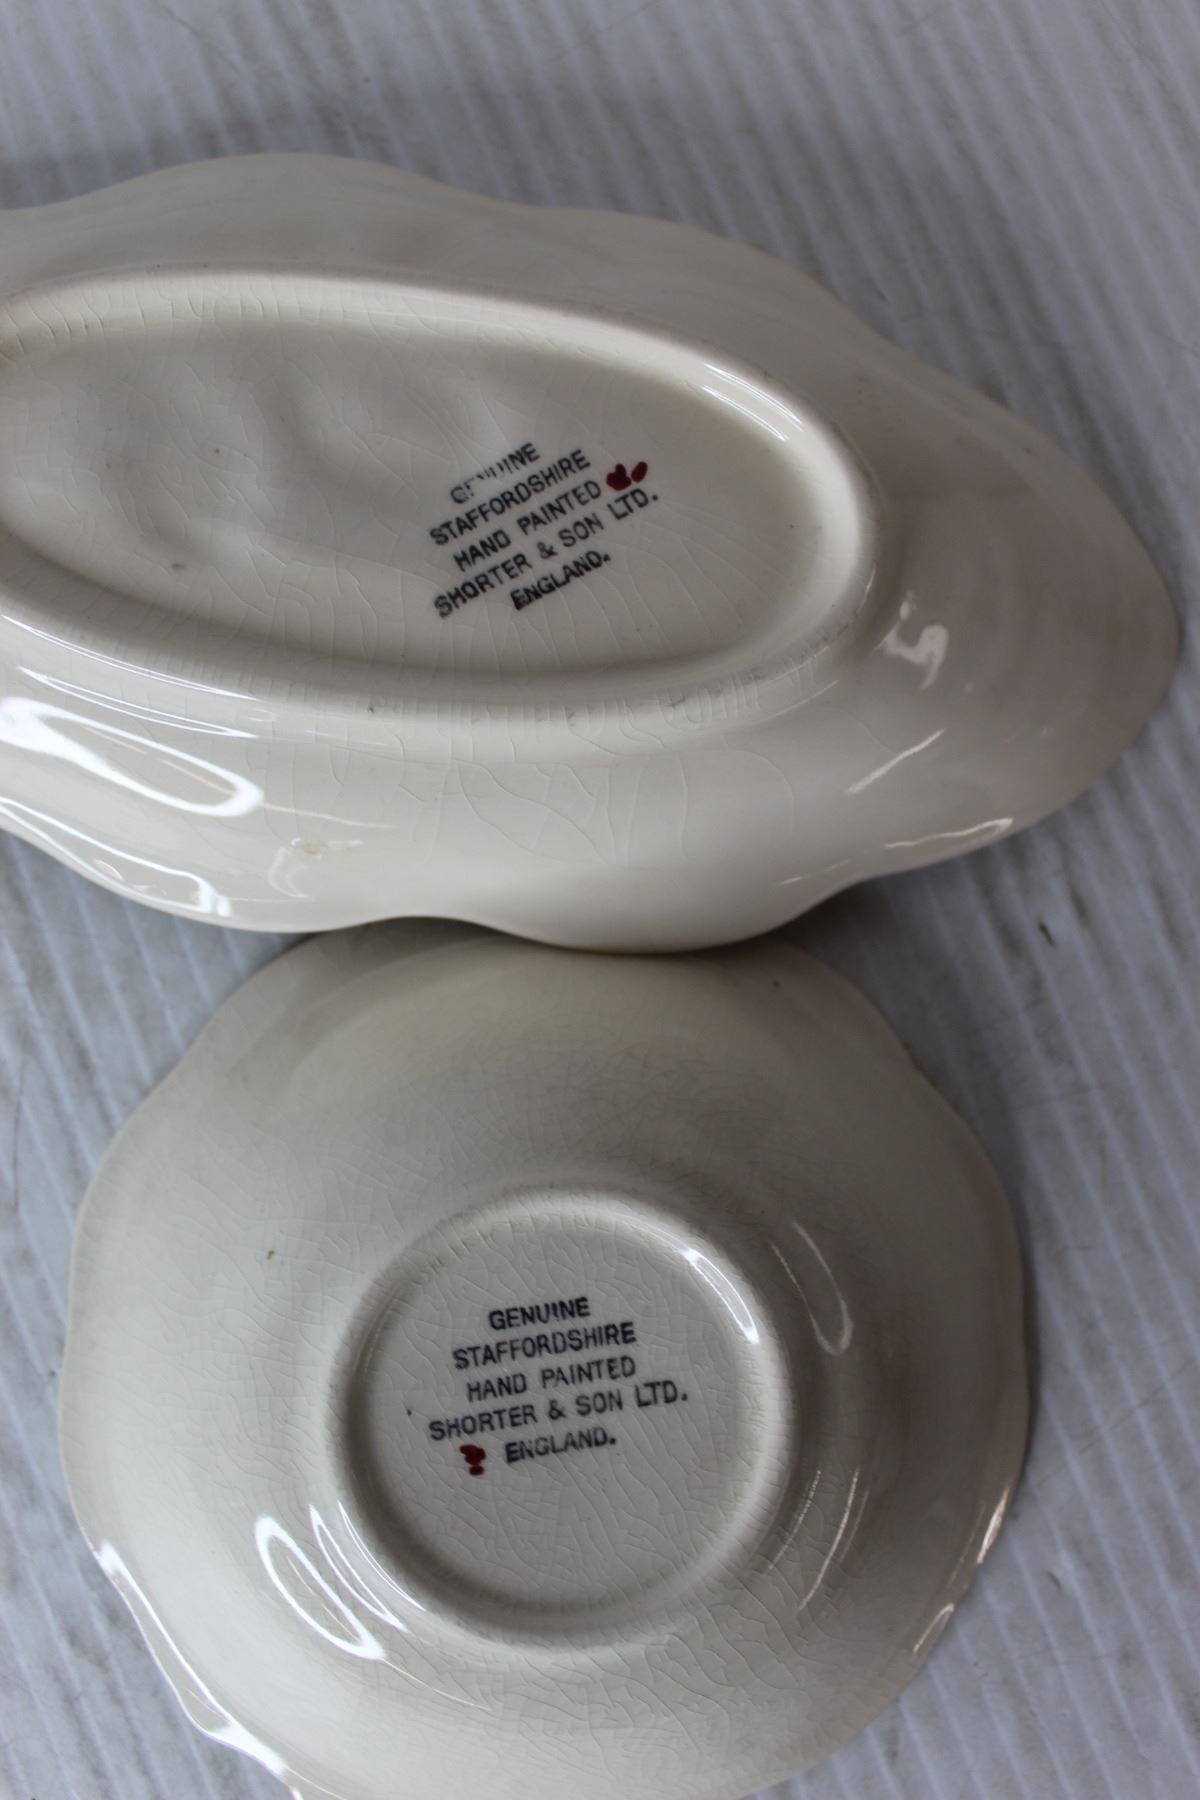 GENUINE
STAFFORDSHIRE
HAND PAINTED
SHORTER & SON LTD.
ENGLAND.
GENUINE
STAFFORDSHIRE
HAND PAINTED
SHORTER & SON LTD.
ENGLAND.